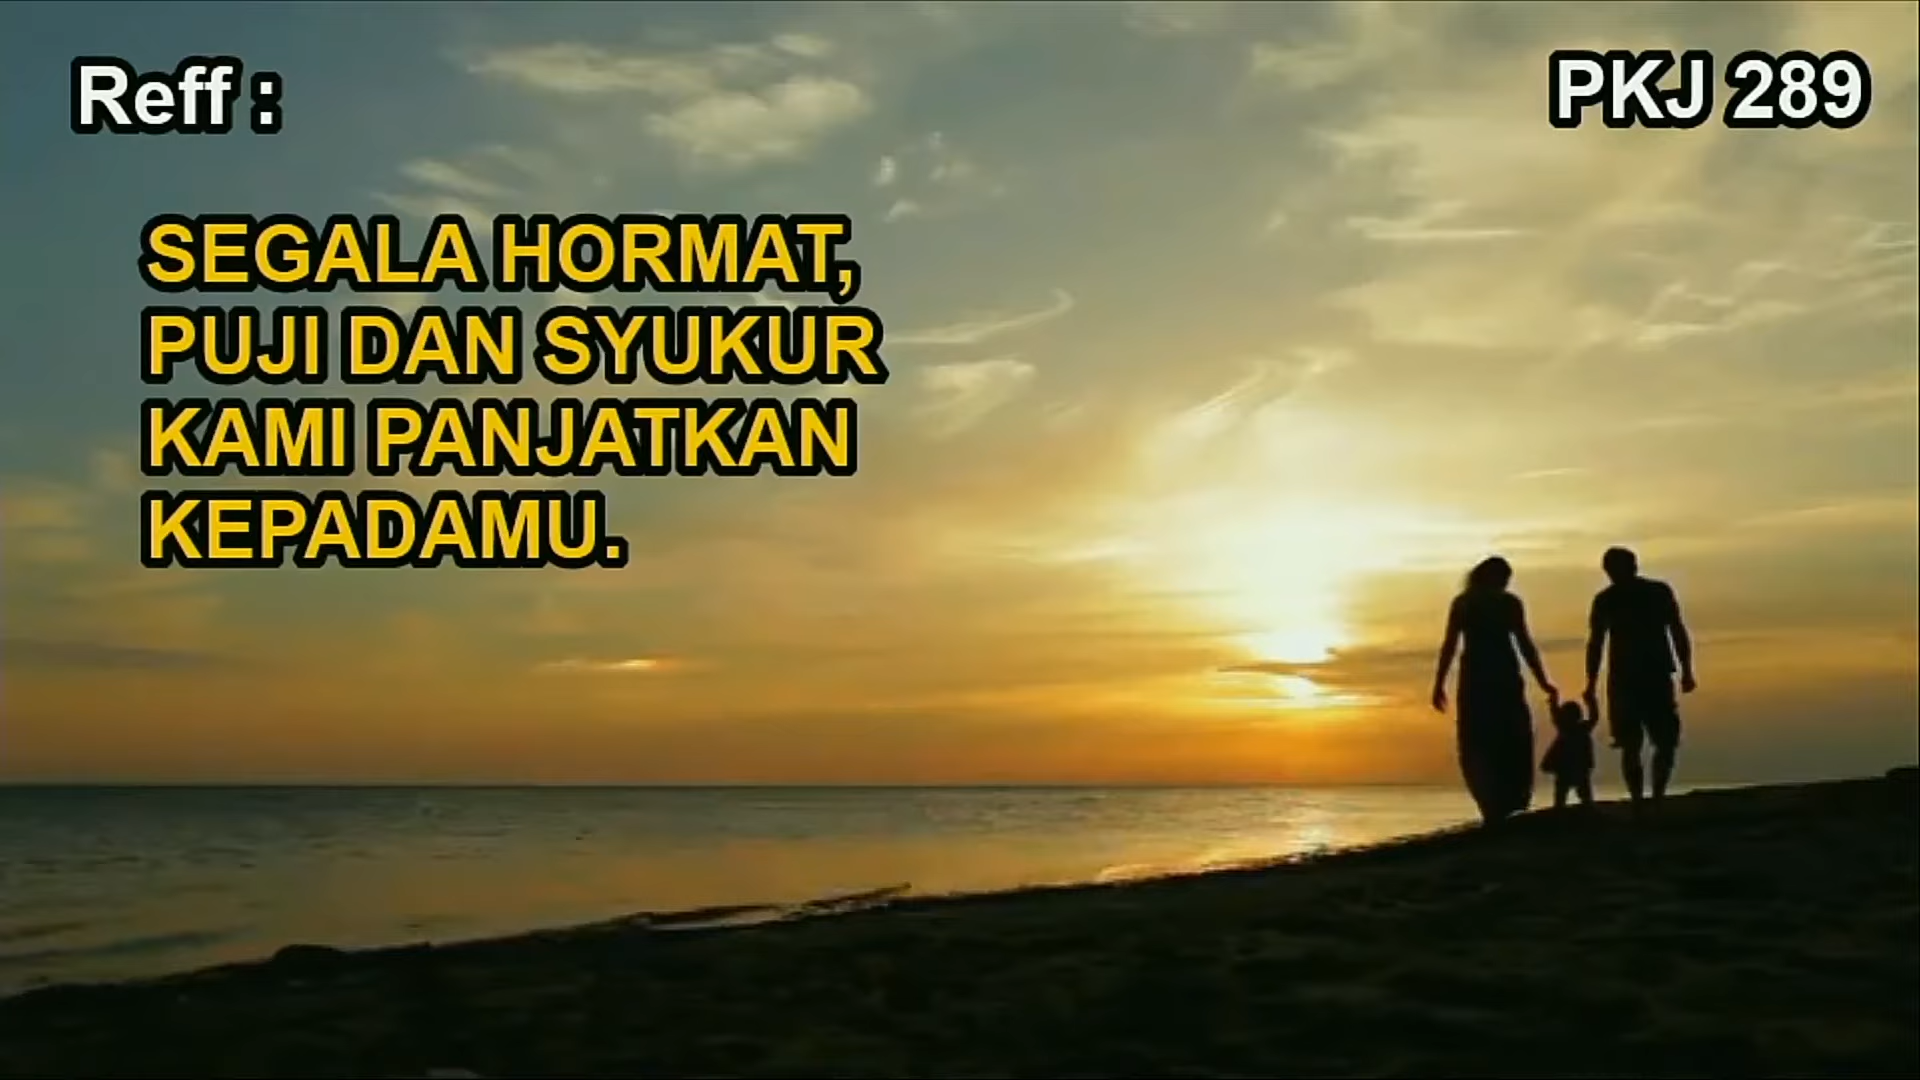 Reff :
PKJ 289
SEGALA HORMAT,
PUJI DAN SYUKUR
KAMI PANJATKAN
KEPADAMU.